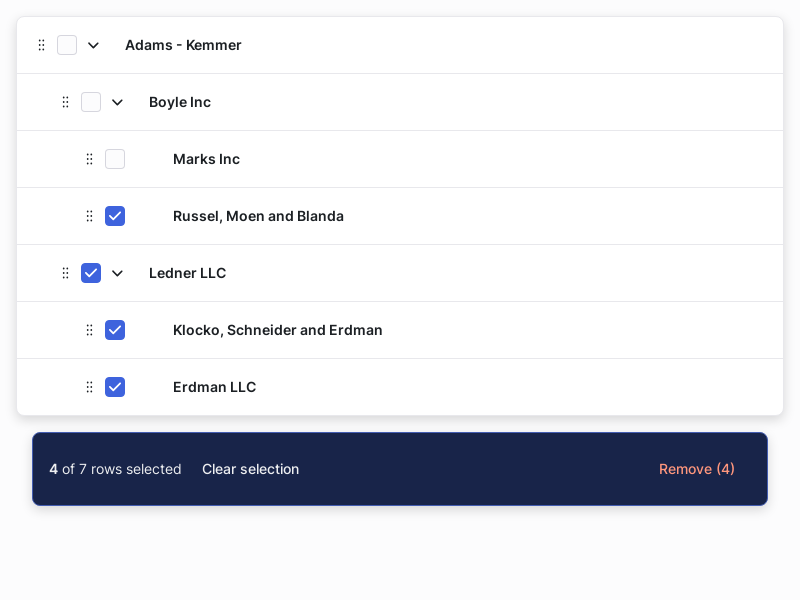 Adams - Kemmer
Boyle Inc
Marks Inc
Russel, Moen and Blanda
Ledner LLC
Klocko, Schneider and Erdman
Erdman LLC
4 of 7 rows selected Clear selection Remove (4)